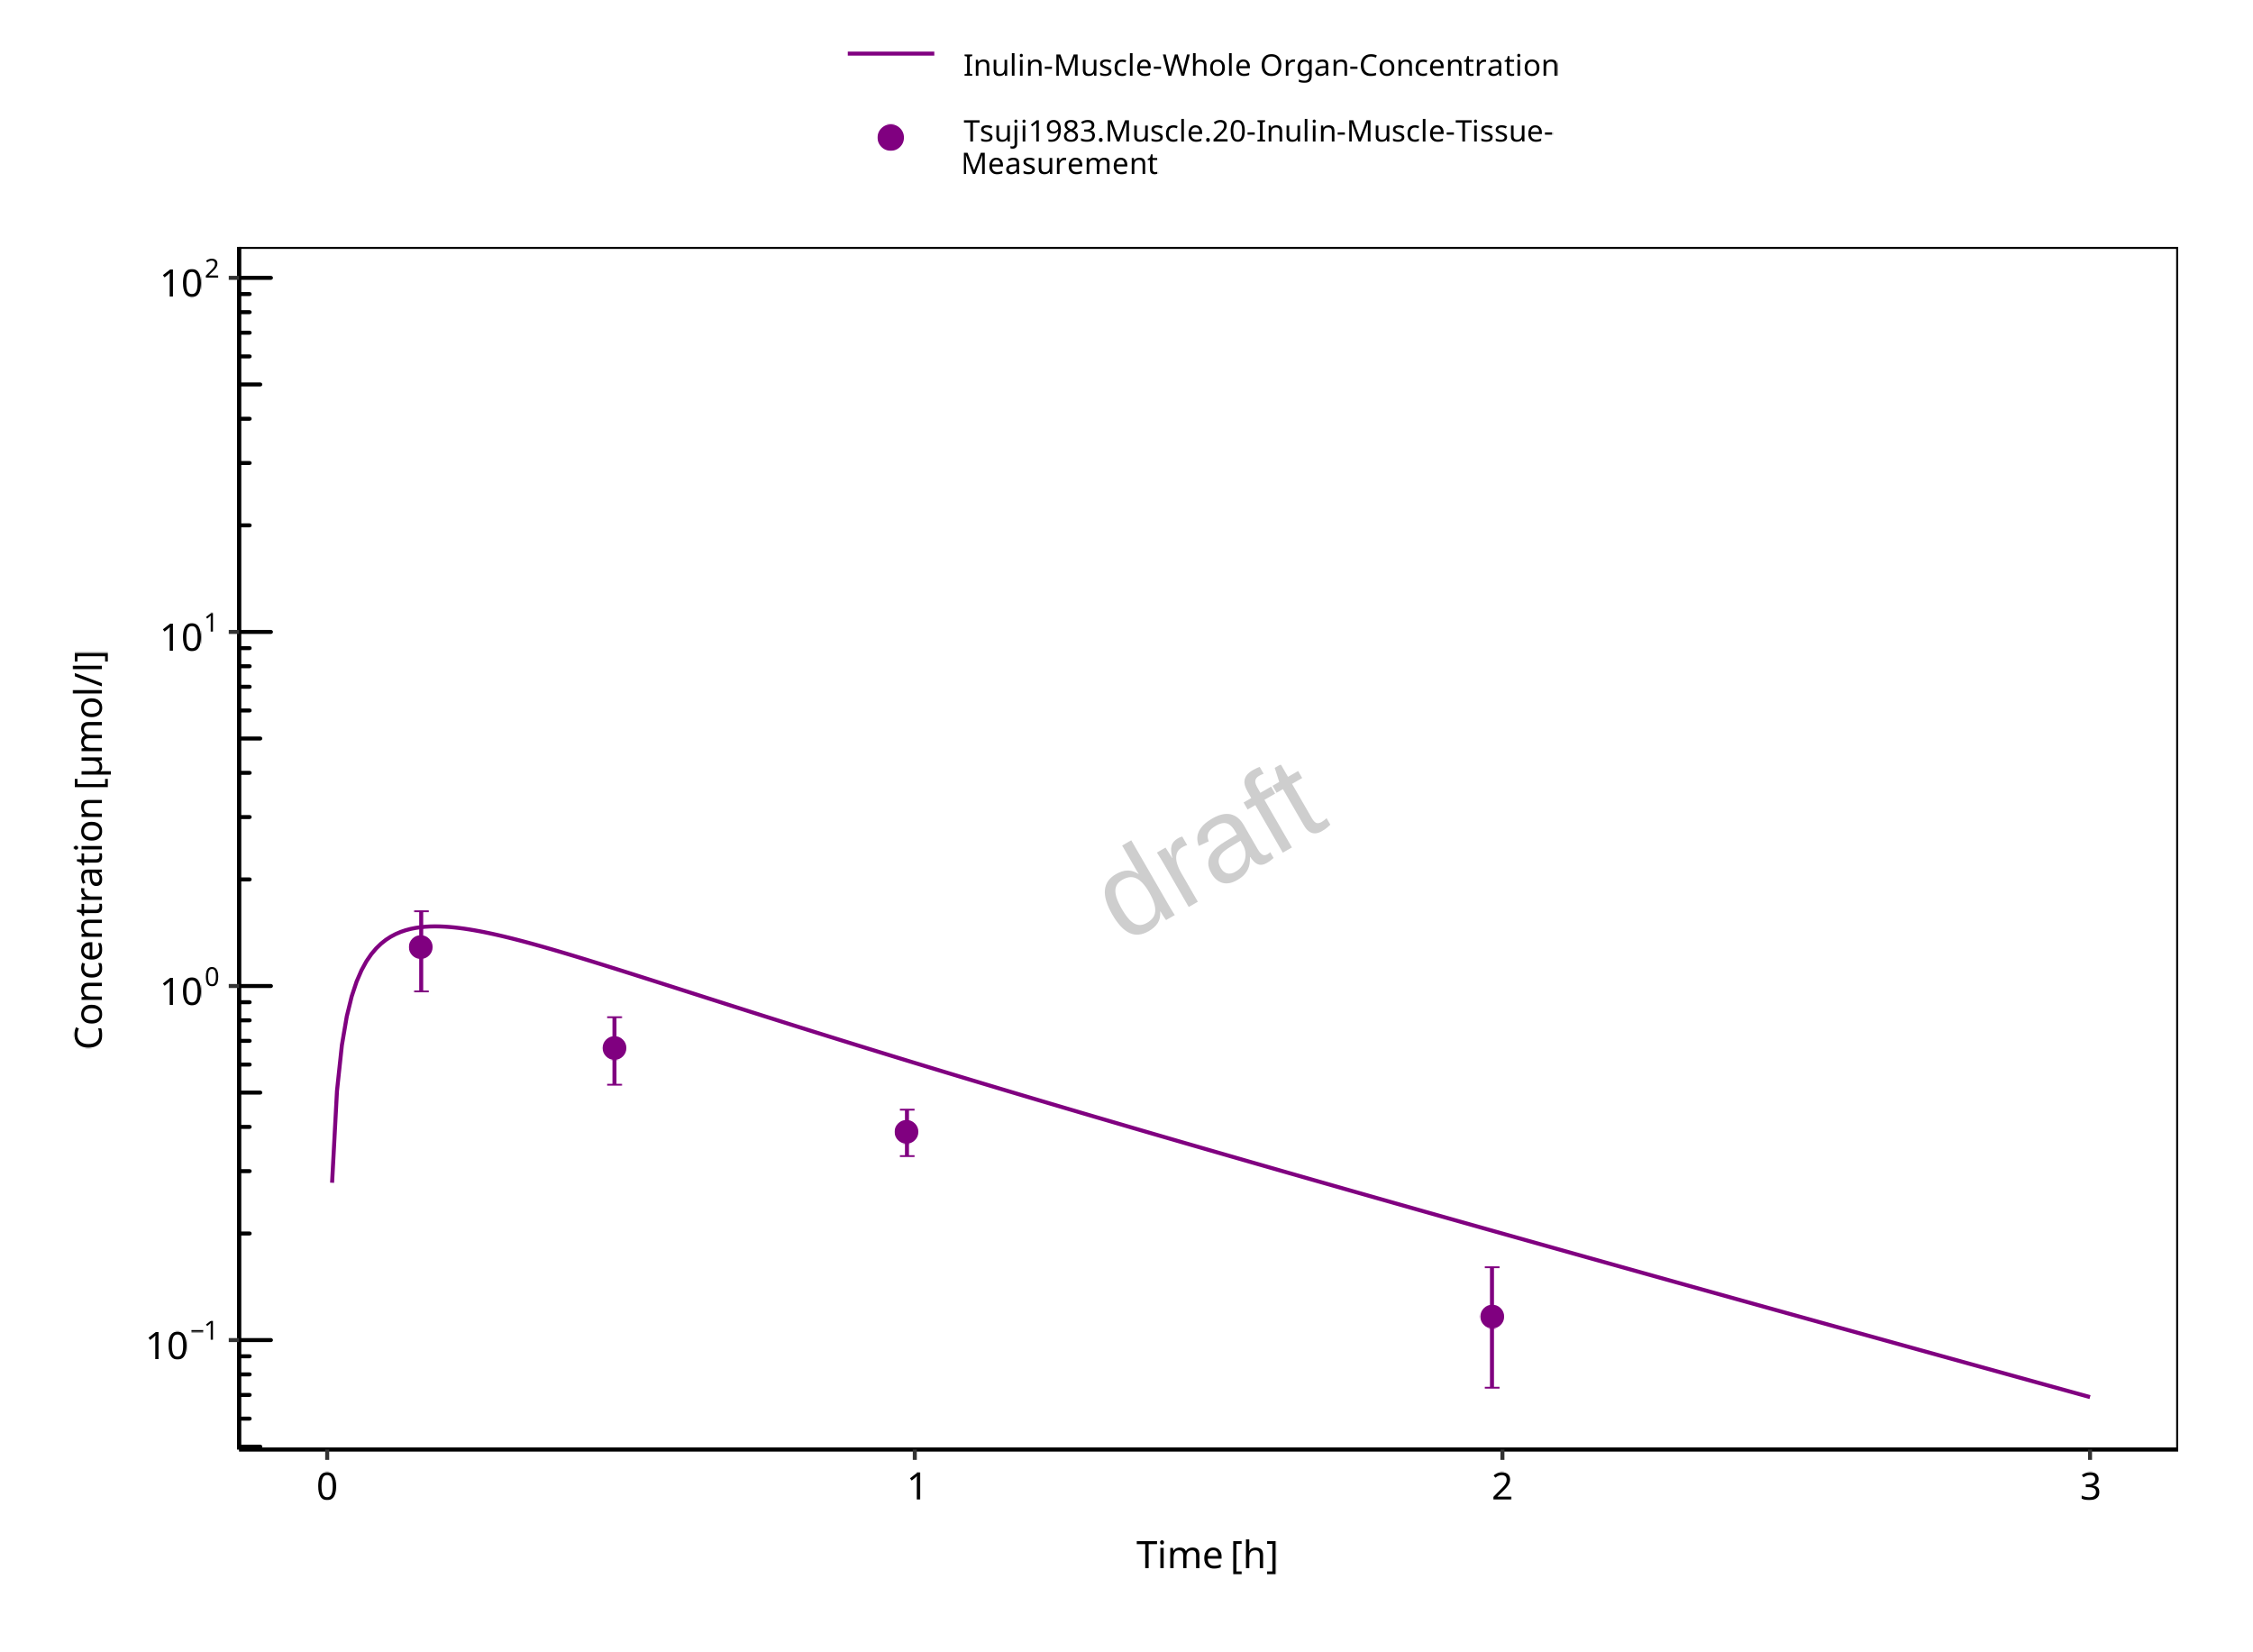 Inulin-Muscle-Whole Organ-Concentration
Tsuji1983.Muscle.20-Inulin-Muscle-Tissue-
Measurement
10²
10¹
10⁰
10⁻¹
Concentration [µmol/l]
draft
0 1 2 3
Time [h]